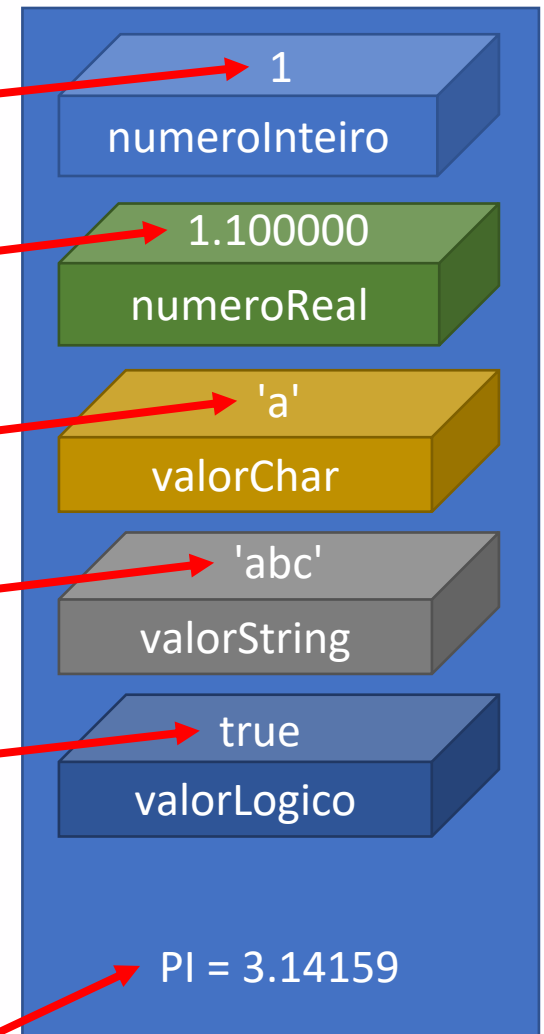 1
numeroInteiro
1.100000
numeroReal
'a'
valorChar
'abc'
valorString
true
valorLogico
PI = 3.14159